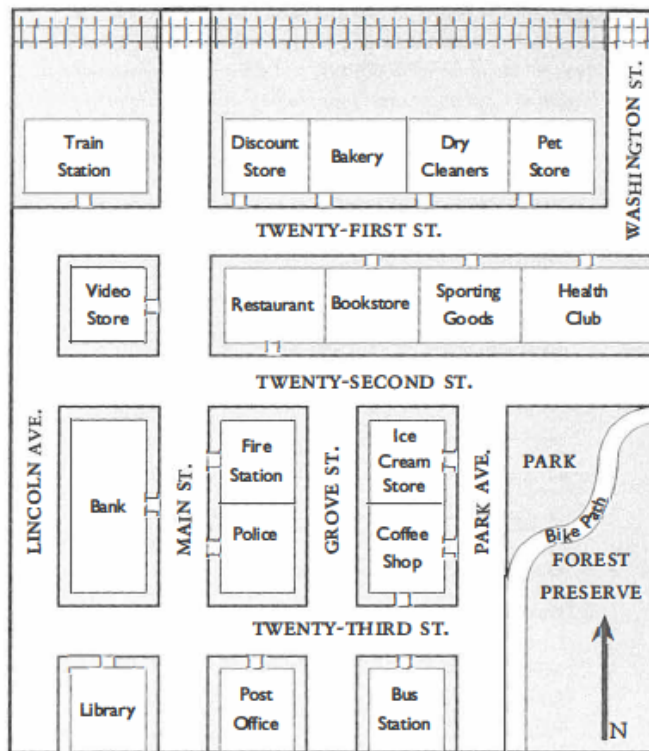 WASHINGTON ST.
Train
Station
Discount
Store
Bakery
Dry
Cleaners
Pet
Store
TWENTY-FIRST ST.
Video
Store
Restaurant
Bookstore
Sporting
Goods
Health
Club
TWENTY-SECOND ST.
LINCOLN AVE.
Bank
MAIN ST.
Fire
Station
Police
GROVE ST.
Ice
Cream
Store
Coffee
Shop
PARK AVE.
PARK
Bike Path
FOREST
PRESERVE
TWENTY-THIRD ST.
Library
Post
Office
Bus
Station
N